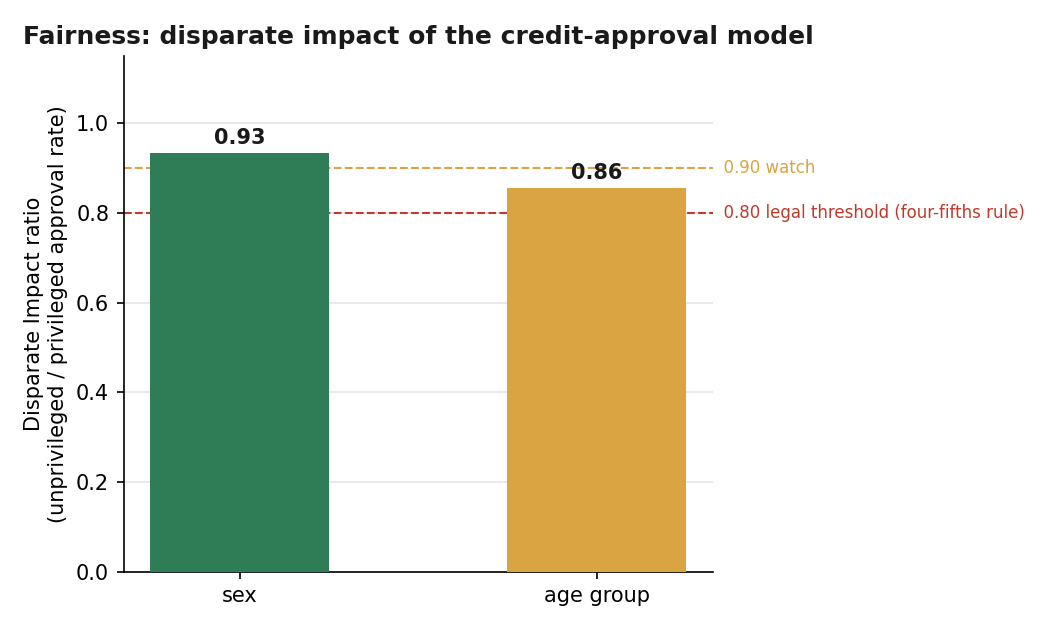 Fairness: disparate impact of the credit-approval model
Disparate Impact ratio
(unprivileged / privileged approval rate)
1.0
0.8
0.6
0.4
0.2
0.0
0.93
0.86
0.90 watch
0.80 legal threshold (four-fifths rule)
sex
age group